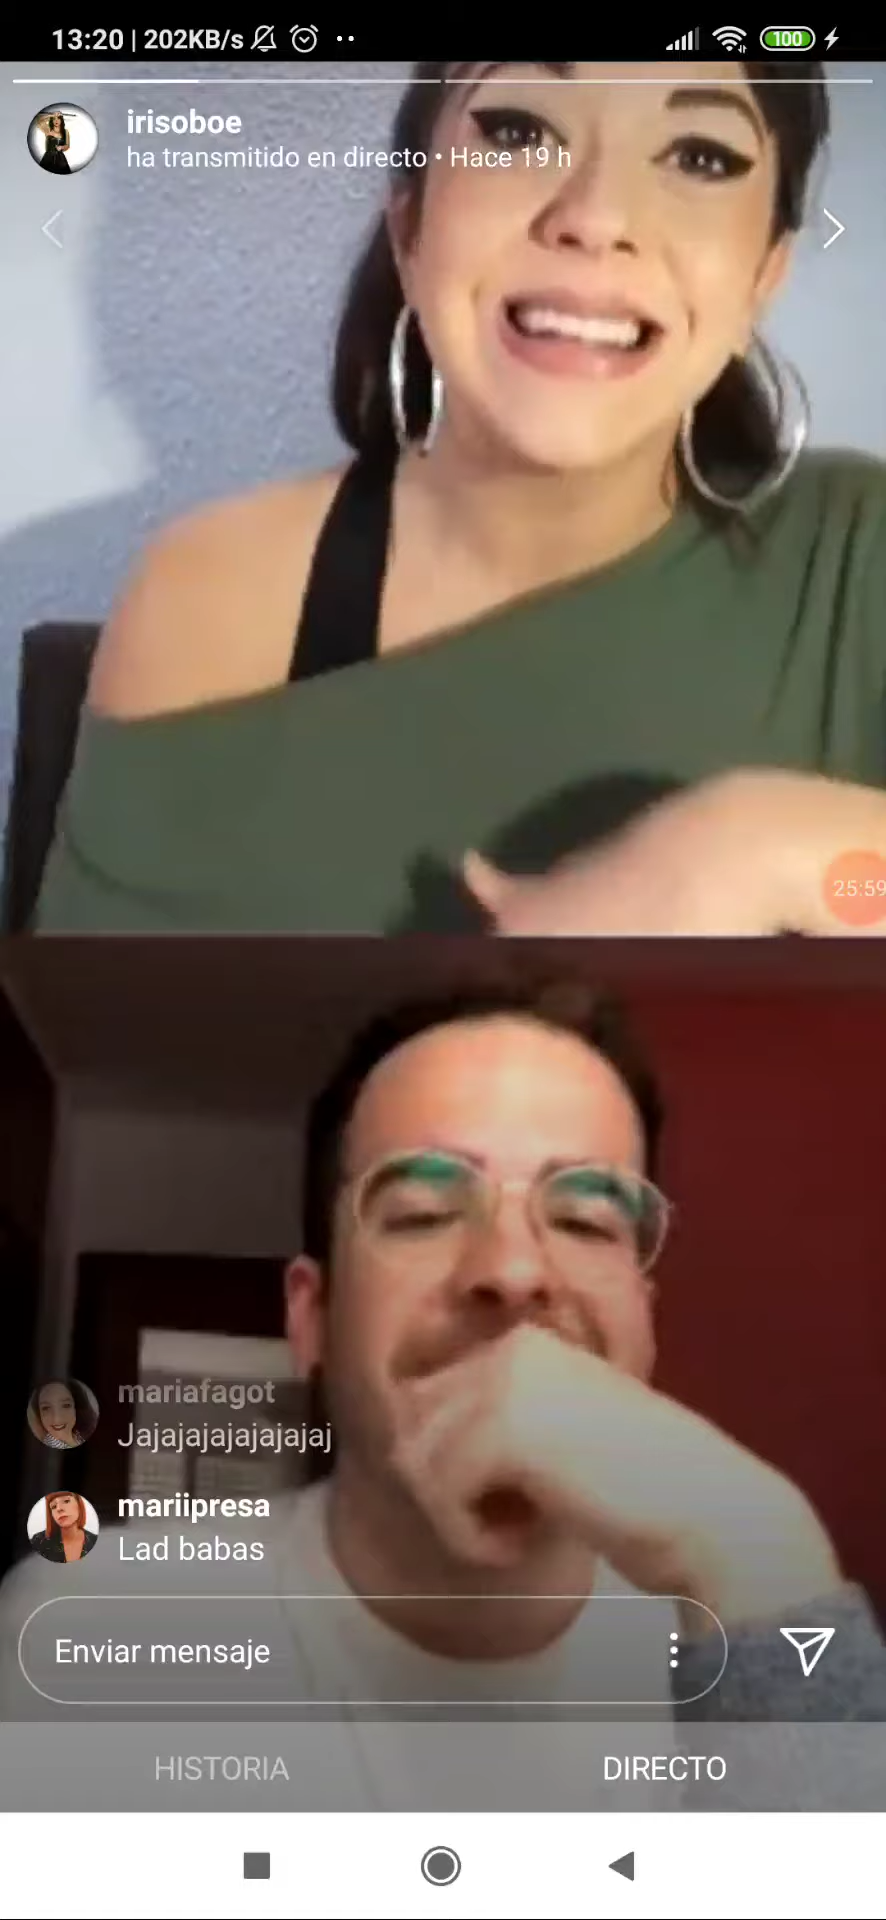 13:20 | 202KB/s
100
irisoboe
ha transmitido en directo • Hace 19 h
25:59
mariafagot
Jajajajajajajaj
mariipresa
Lad babas
Enviar mensaje
HISTORIA
DIRECTO